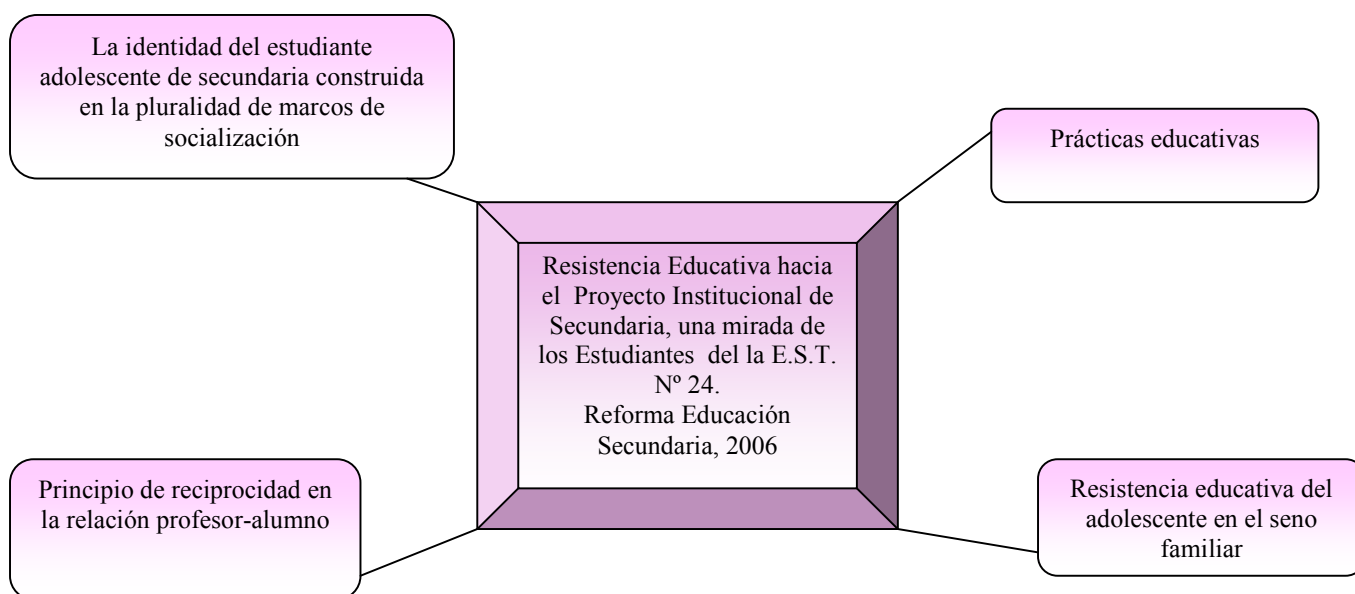 La identidad del estudiante
adolescente de secundaria construida
en la pluralidad de marcos de
socialización
Prácticas educativas
Resistencia Educativa hacia
el Proyecto Institucional de
Secundaria, una mirada de
los Estudiantes del la E.S.T.
Nº 24.
Reforma Educación
Secundaria, 2006
Principio de reciprocidad en
la relación profesor-alumno
Resistencia educativa del
adolescente en el seno
familiar